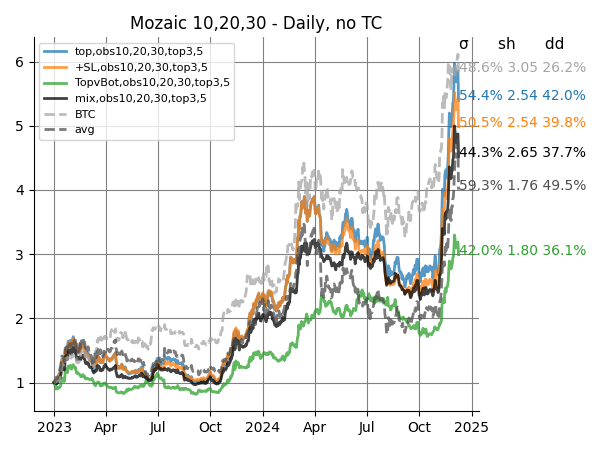 Mozaic 10,20,30 - Daily, no TC
σ sh dd
top,obs10,20,30,top3,5
+SL,obs10,20,30,top3,5
TopvBot,obs10,20,30,top3,5
mix,obs10,20,30,top3,5
BTC
avg
48.6% 3.05 26.2%
54.4% 2.54 42.0%
50.5% 2.54 39.8%
44.3% 2.65 37.7%
59.3% 1.76 49.5%
42.0% 1.80 36.1%
6
5
4
3
2
1
2023 Apr Jul Oct 2024 Apr Jul Oct 2025